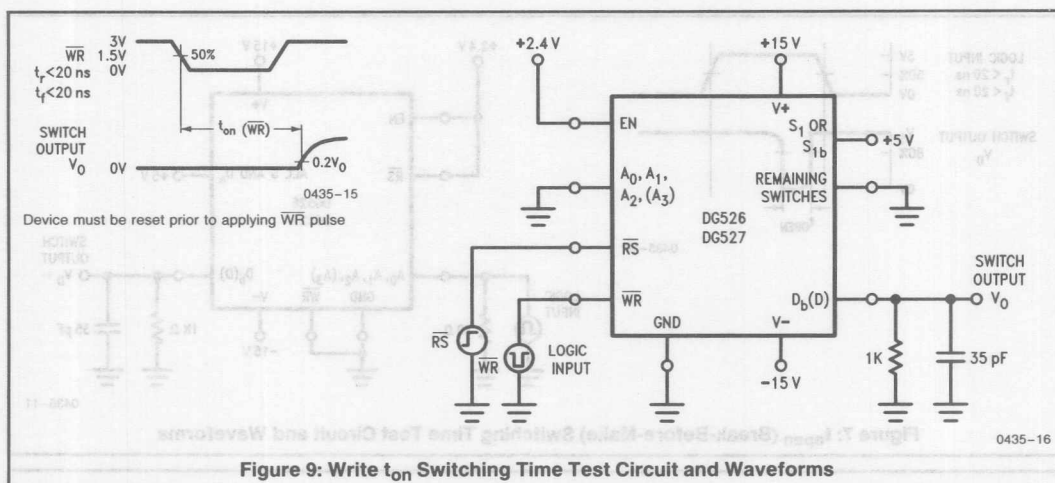 3V
WR 1.5V
0V
tr<20 ns
tf<20 ns
50%
ton (WR)
SWITCH
OUTPUT
VO 0V
0.2VO
0435-15
Device must be reset prior to applying WR pulse
+2.4 V
+15 V
V+
EN
S1 OR
S1b
+5 V
A0, A1,
A2, (A3)
REMAINING
SWITCHES
DG526
DG527
RS
WR
Db(D)
SWITCH
OUTPUT
VO
GND
V−
RS
WR
LOGIC
INPUT
−15 V
1K
35 pF
0435-16
Figure 9: Write ton Switching Time Test Circuit and Waveforms